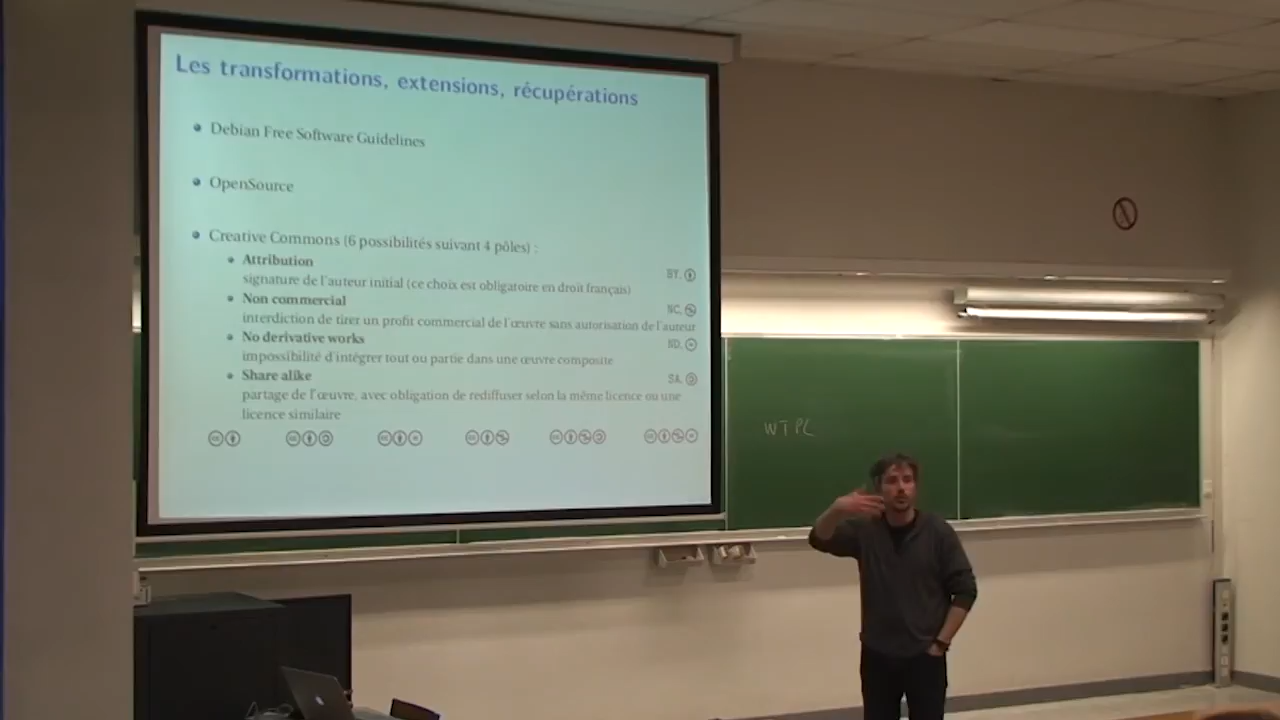 Les transformations, extensions, récupérations
Debian Free Software Guidelines
OpenSource
Creative Commons (6 possibilités suivant 4 pôles) :
Attribution
BY.
signature de l'auteur initial (ce choix est obligatoire en droit français)
Non commercial
NC.
interdiction de tirer un profit commercial de l'œuvre sans autorisation de l'auteur
No derivative works
ND.
impossibilité d'intégrer tout ou partie dans une œuvre composite
Share alike
SA.
partage de l'œuvre, avec obligation de rediffuser selon la même licence ou une
licence similaire
WTPL